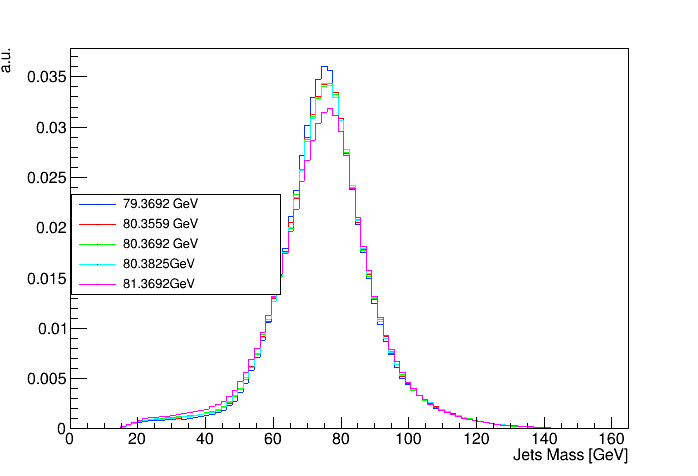 a.u.
0.035
0.03
0.025
0.02
0.015
0.01
0.005
0
79.3692 GeV
80.3559 GeV
80.3692 GeV
80.3825GeV
81.3692GeV
0 20 40 60 80 100 120 140 160
Jets Mass [GeV]